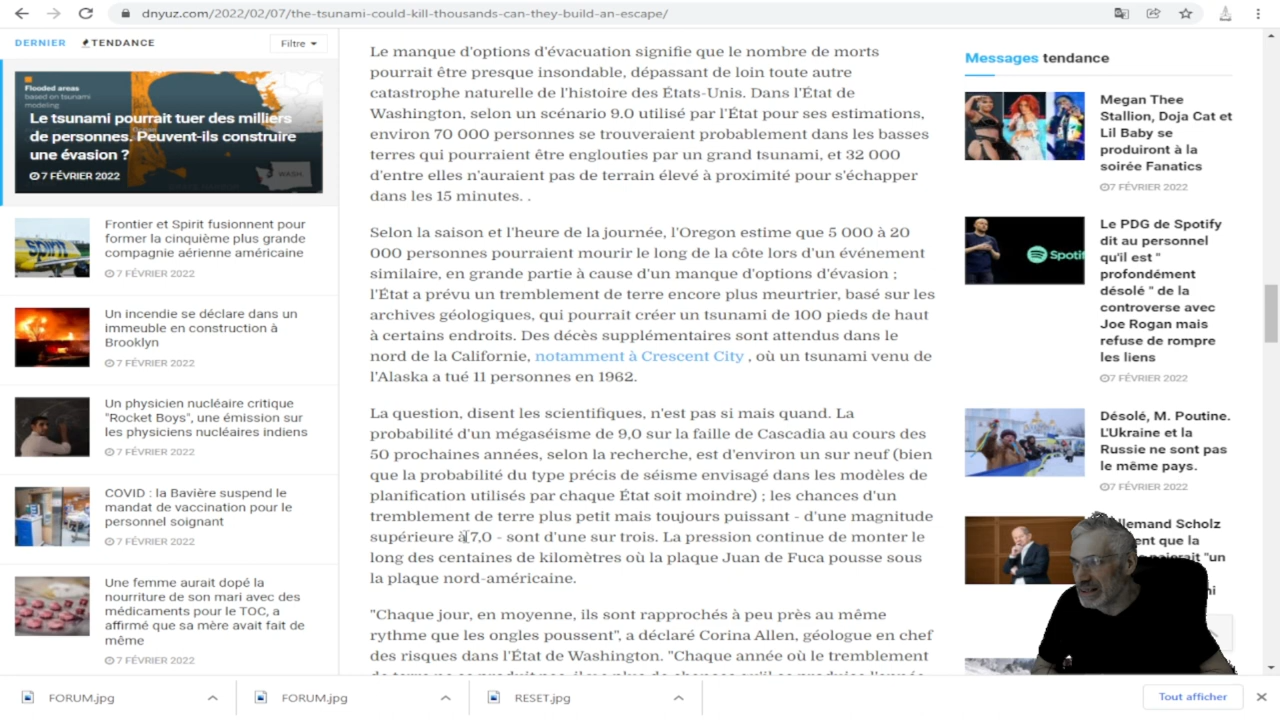 dnyuz.com/2022/02/07/the-tsunami-could-kill-thousands-can-they-build-an-escape/
DERNIER
TENDANCE
Filtre
Flooded areas
based on tsunami
modeling
WASH.
Le tsunami pourrait tuer des milliers
de personnes. Peuvent-ils construire
une évasion ?
7 FÉVRIER 2022
spirit
Frontier et Spirit fusionnent pour
former la cinquième plus grande
compagnie aérienne américaine
7 FÉVRIER 2022
Un incendie se déclare dans un
immeuble en construction à
Brooklyn
7 FÉVRIER 2022
Un physicien nucléaire critique
"Rocket Boys", une émission sur
les physiciens nucléaires indiens
7 FÉVRIER 2022
COVID : la Bavière suspend le
mandat de vaccination pour le
personnel soignant
7 FÉVRIER 2022
Une femme aurait dopé la
nourriture de son mari avec des
médicaments pour le TOC, a
affirmé que sa mère avait fait de
même
7 FÉVRIER 2022
Le manque d'options d'évacuation signifie que le nombre de morts
pourrait être presque insondable, dépassant de loin toute autre
catastrophe naturelle de l'histoire des États-Unis. Dans l'État de
Washington, selon un scénario 9.0 utilisé par l'État pour ses estimations,
environ 70 000 personnes se trouveraient probablement dans les basses
terres qui pourraient être englouties par un grand tsunami, et 32 000
d'entre elles n'auraient pas de terrain élevé à proximité pour s'échapper
dans les 15 minutes. .
Selon la saison et l'heure de la journée, l'Oregon estime que 5 000 à 20
000 personnes pourraient mourir le long de la côte lors d'un événement
similaire, en grande partie à cause d'un manque d'options d'évasion ;
l'État a prévu un tremblement de terre encore plus meurtrier, basé sur les
archives géologiques, qui pourrait créer un tsunami de 100 pieds de haut
à certains endroits. Des décès supplémentaires sont attendus dans le
nord de la Californie, notamment à Crescent City , où un tsunami venu de
l'Alaska a tué 11 personnes en 1962.
La question, disent les scientifiques, n'est pas si mais quand. La
probabilité d'un mégaséisme de 9,0 sur la faille de Cascadia au cours des
50 prochaines années, selon la recherche, est d'environ un sur neuf (bien
que la probabilité du type précis de séisme envisagé dans les modèles de
planification utilisés par chaque État soit moindre) ; les chances d'un
tremblement de terre plus petit mais toujours puissant - d'une magnitude
supérieure à 7,0 - sont d'une sur trois. La pression continue de monter le
long des centaines de kilomètres où la plaque Juan de Fuca pousse sous
la plaque nord-américaine.
"Chaque jour, en moyenne, ils sont rapprochés à peu près au même
rythme que les ongles poussent", a déclaré Corina Allen, géologue en chef
des risques dans l'État de Washington. "Chaque année où le tremblement
Messages tendance
Megan Thee
Stallion, Doja Cat et
Lil Baby se
produiront à la
soirée Fanatics
7 FÉVRIER 2022
Spotif
Le PDG de Spotify
dit au personnel
qu'il est "
profondément
désolé " de la
controverse avec
Joe Rogan mais
refuse de rompre
les liens
7 FÉVRIER 2022
Désolé, M. Poutine.
L'Ukraine et la
Russie ne sont pas
le même pays.
7 FÉVRIER 2022
llemand Scholz
ent que la
"un
FORUM.jpg
FORUM.jpg
RESET.jpg
Tout afficher